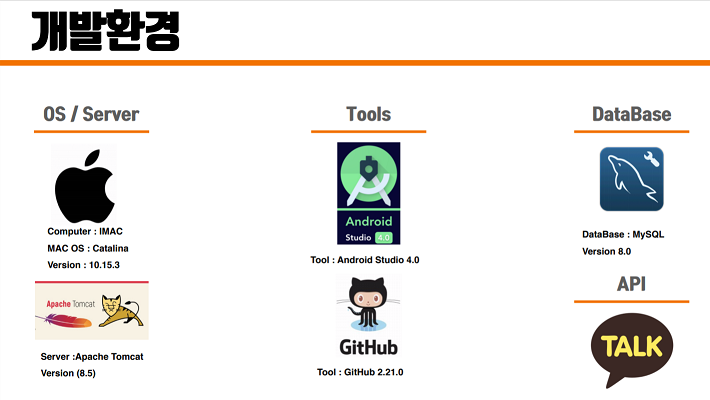 개발환경
OS / Server
Computer : IMAC
MAC OS : Catalina
Version : 10.15.3
Apache Tomcat
Server :Apache Tomcat
Version (8.5)
Tools
Android
Studio 4.0
Tool : Android Studio 4.0
GitHub
Tool : GitHub 2.21.0
DataBase
DataBase : MySQL
Version 8.0
API
TALK